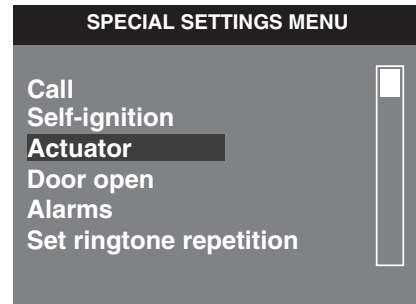 SPECIAL SETTINGS MENU
Call
Self-ignition
Actuator
Door open
Alarms
Set ringtone repetition